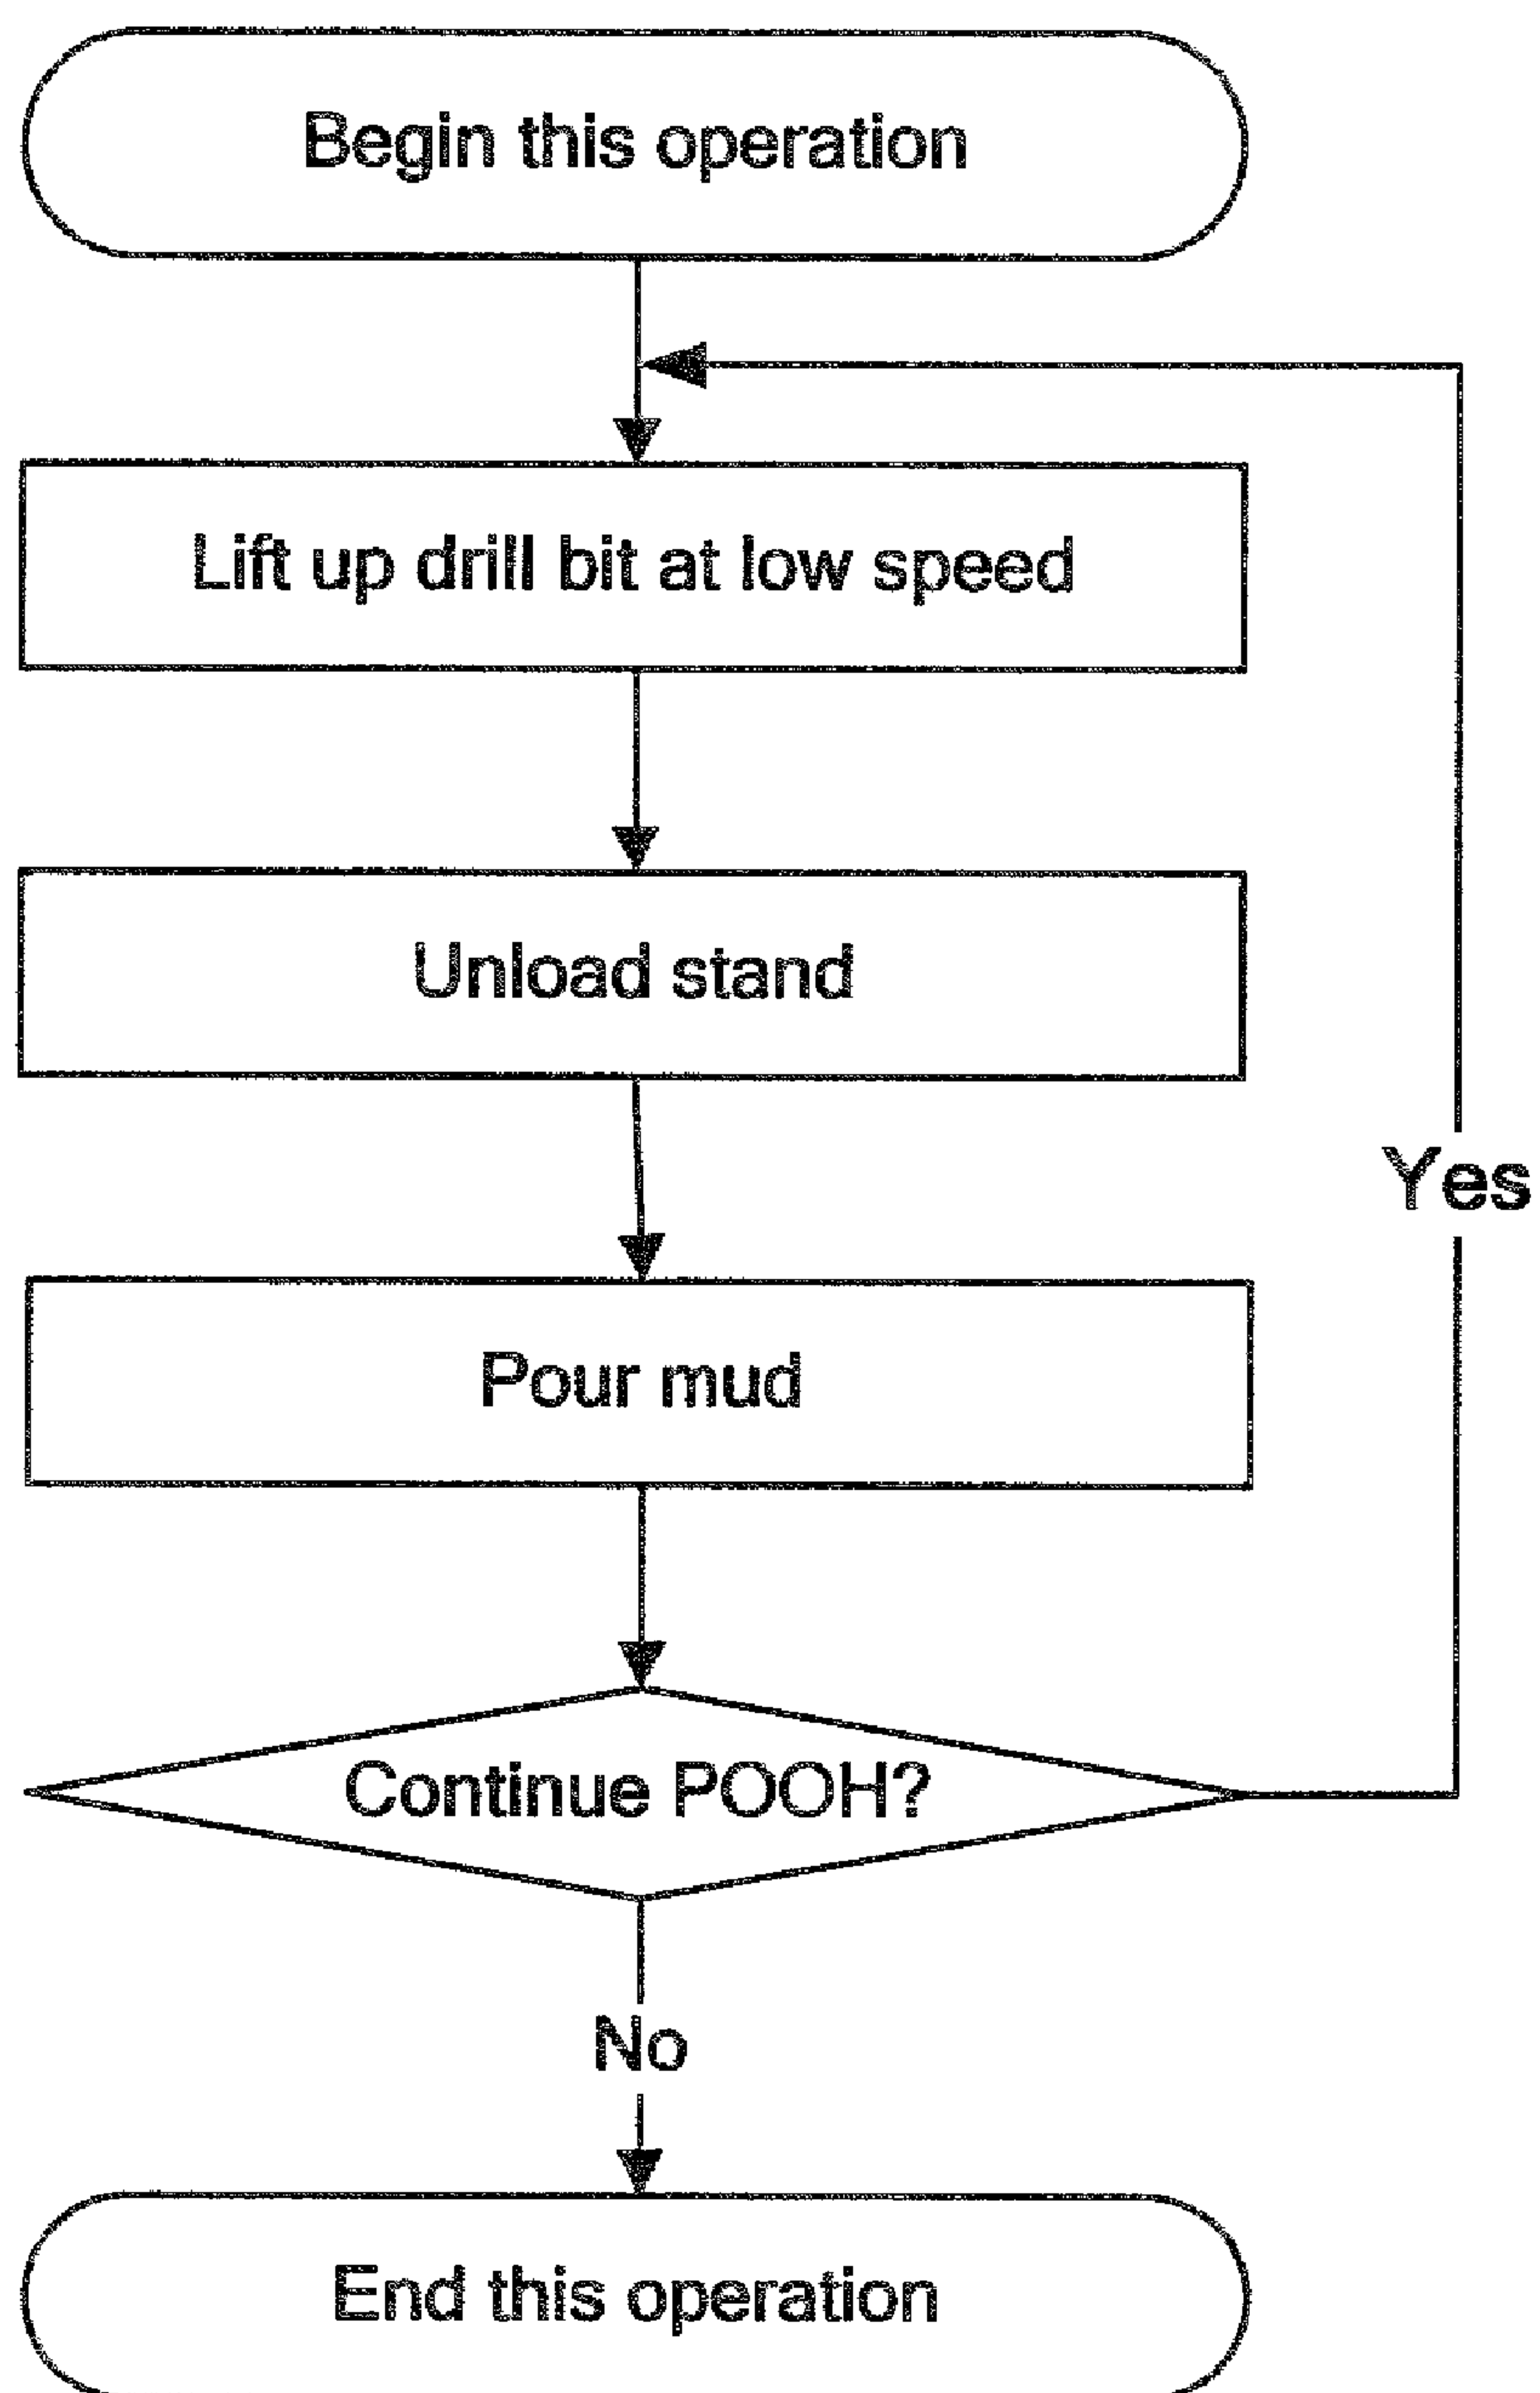 Begin this operation
Lift up drill bit at low speed
Unload stand
Yes
Pour mud
Continue POOH?
No
End this operation